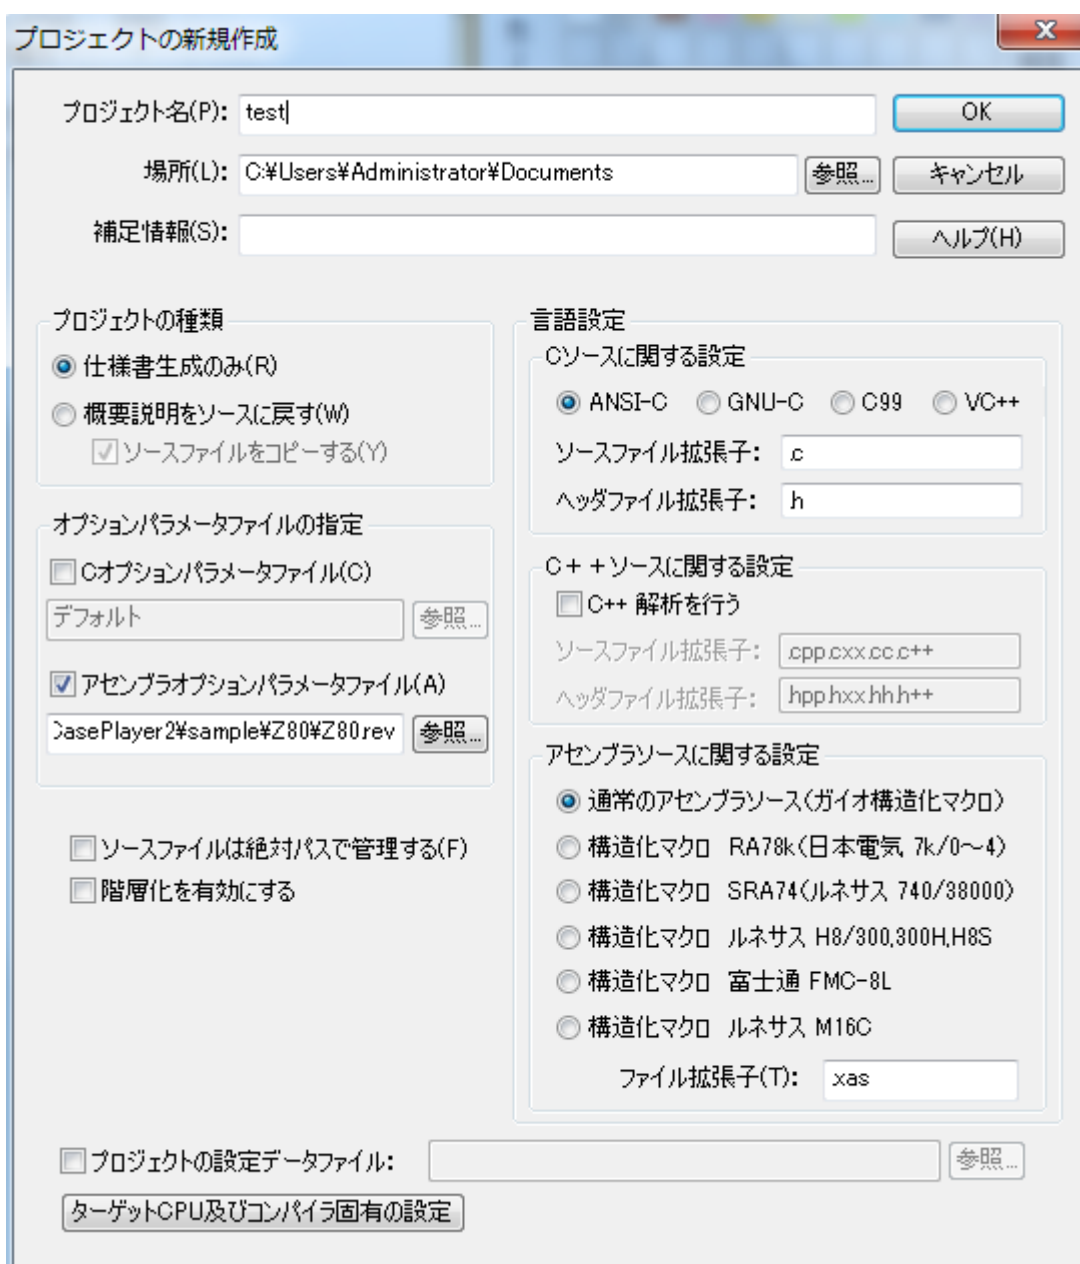 プロジェクトの新規作成
プロジェクト名(P): test
OK
場所(L): C:¥Users¥Administrator¥Documents
参照...
キャンセル
補足情報(S):
ヘルプ(H)
プロジェクトの種類
仕様書生成のみ(R)
概要説明をソースに戻す(W)
ソースファイルをコピーする(Y)
オプションパラメータファイルの指定
Cオプションパラメータファイル(C)
デフォルト
参照...
アセンブラオプションパラメータファイル(A)
CasePlayer2¥sample¥Z80¥Z80.rev
参照...
ソースファイルは絶対パスで管理する(F)
階層化を有効にする
言語設定
Cソースに関する設定
ANSI-C GNU-C C99 VC++
ソースファイル拡張子: .c
ヘッダファイル拡張子: .h
C++ソースに関する設定
C++ 解析を行う
ソースファイル拡張子: .cpp.cxx.cc.c++
ヘッダファイル拡張子: .hpp.hxx.hh.h++
アセンブラソースに関する設定
通常のアセンブラソース(ガイオ構造化マクロ)
構造化マクロ RA78k(日本電気 7k/0~4)
構造化マクロ SRA74(ルネサス 740/38000)
構造化マクロ ルネサス H8/300,300H,H8S
構造化マクロ 富士通 FMC-8L
構造化マクロ ルネサス M16C
ファイル拡張子(T): .xas
プロジェクトの設定データファイル:
参照...
ターゲットCPU及びコンパイラ固有の設定